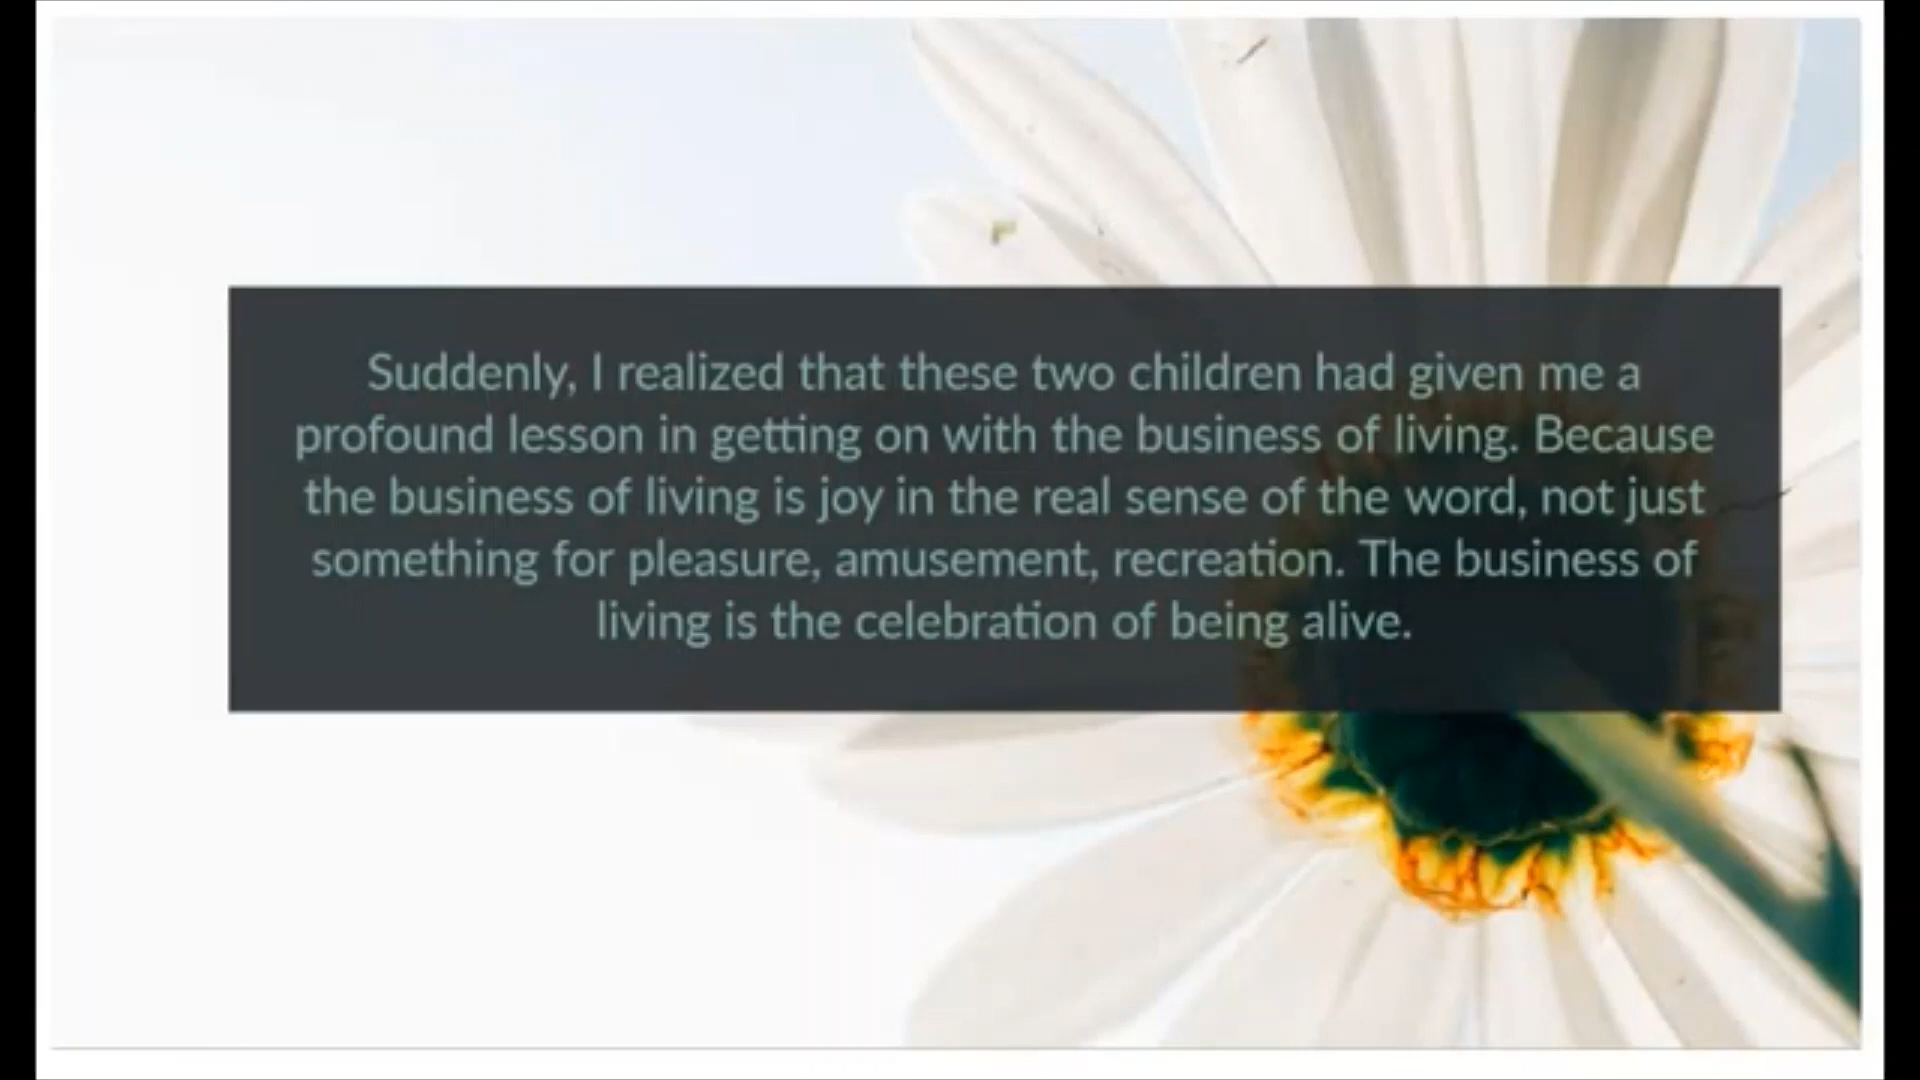 Suddenly, I realized that these two children had given me a
profound lesson in getting on with the business of living. Because
the business of living is joy in the real sense of the word, not just
something for pleasure, amusement, recreation. The business of
living is the celebration of being alive.